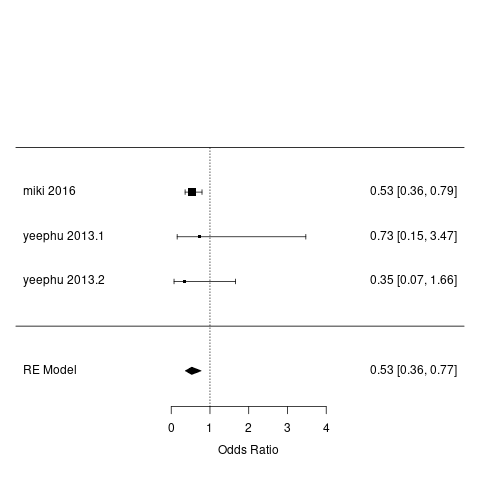 miki 2016 0.53 [0.36, 0.79]
yeephu 2013.1 0.73 [0.15, 3.47]
yeephu 2013.2 0.35 [0.07, 1.66]
RE Model 0.53 [0.36, 0.77]
0 1 2 3 4
Odds Ratio